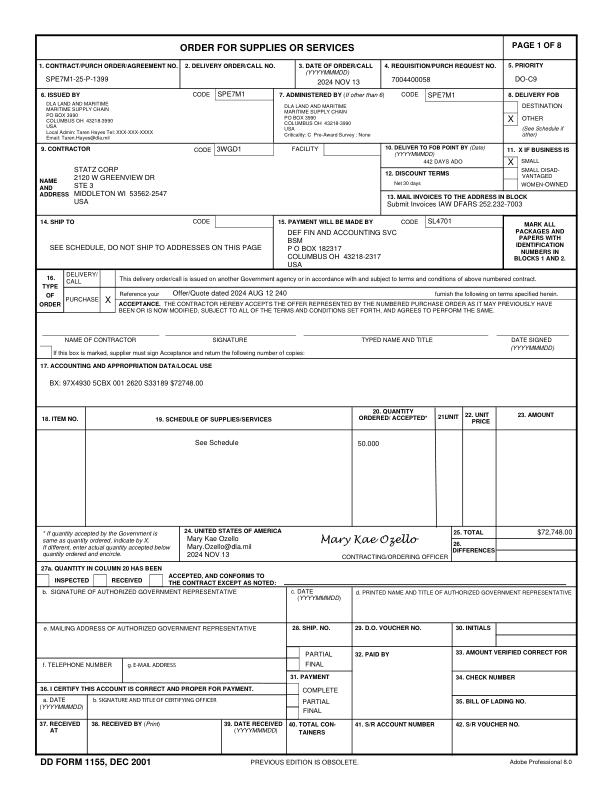 ORDER FOR SUPPLIES OR SERVICES
PAGE 1 OF 8
1. CONTRACT/PURCH ORDER/AGREEMENT NO.
SPE7M1-25-P-1399
2. DELIVERY ORDER/CALL NO.
3. DATE OF ORDER/CALL
(YYYYMMMDD)
2024 NOV 13
4. REQUISITION/PURCH REQUEST NO.
7004400058
5. PRIORITY
DO-C9
6. ISSUED BY
CODE SPE7M1
DLA LAND AND MARITIME
MARITIME SUPPLY CHAIN
PO BOX 3990
COLUMBUS OH 43218-3990
USA
Local Admin: Taren Hayes Tel: XXX-XXX-XXXX
Email: Taren.Hayes@dla.mil
7. ADMINISTERED BY (If other than 6)
CODE SPE7M1
DLA LAND AND MARITIME
MARITIME SUPPLY CHAIN
PO BOX 3990
COLUMBUS OH 43218-3990
USA
Criticality: C Pre-Award Survey : None
8. DELIVERY FOB
DESTINATION
X OTHER
(See Schedule if
other)
9. CONTRACTOR
CODE 3WGD1
FACILITY
NAME
AND
ADDRESS
STATZ CORP
2120 W GREENVIEW DR
STE 3
MIDDLETON WI 53562-2547
USA
10. DELIVER TO FOB POINT BY (Date)
(YYYYMMMDD)
442 DAYS ADO
11. X IF BUSINESS IS
X SMALL
SMALL DISAD-
VANTAGED
WOMEN-OWNED
12. DISCOUNT TERMS
Net 30 days
13. MAIL INVOICES TO THE ADDRESS IN BLOCK
Submit Invoices IAW DFARS 252.232-7003
14. SHIP TO
CODE
SEE SCHEDULE, DO NOT SHIP TO ADDRESSES ON THIS PAGE
15. PAYMENT WILL BE MADE BY
CODE SL4701
DEF FIN AND ACCOUNTING SVC
BSM
P O BOX 182317
COLUMBUS OH 43218-2317
USA
MARK ALL
PACKAGES AND
PAPERS WITH
IDENTIFICATION
NUMBERS IN
BLOCKS 1 AND 2.
16.
TYPE
OF
ORDER
DELIVERY/
CALL
This delivery order/call is issued on another Government agency or in accordance with and subject to terms and conditions of above numbered contract.
PURCHASE X
Reference your Offer/Quote dated 2024 AUG 12 240 furnish the following on terms specified herein.
ACCEPTANCE. THE CONTRACTOR HEREBY ACCEPTS THE OFFER REPRESENTED BY THE NUMBERED PURCHASE ORDER AS IT MAY PREVIOUSLY HAVE
BEEN OR IS NOW MODIFIED, SUBJECT TO ALL OF THE TERMS AND CONDITIONS SET FORTH, AND AGREES TO PERFORM THE SAME.
NAME OF CONTRACTOR
SIGNATURE
TYPED NAME AND TITLE
DATE SIGNED
(YYYYMMMDD)
If this box is marked, supplier must sign Acceptance and return the following number of copies:
17. ACCOUNTING AND APPROPRIATION DATA/LOCAL USE
BX: 97X4930 5CBX 001 2620 S33189 $72748.00
18. ITEM NO.
19. SCHEDULE OF SUPPLIES/SERVICES
20. QUANTITY
ORDERED/ ACCEPTED*
21UNIT
22. UNIT
PRICE
23. AMOUNT
See Schedule
50.000
* If quantity accepted by the Government is
same as quantity ordered, indicate by X.
If different, enter actual quantity accepted below
quantity ordered and encircle.
24. UNITED STATES OF AMERICA
Mary Kae Ozello
Mary.Ozello@dla.mil
2024 NOV 13
Mary Kae Ozello
CONTRACTING/ORDERING OFFICER
25. TOTAL
$72,748.00
26.
DIFFERENCES
27a. QUANTITY IN COLUMN 20 HAS BEEN
INSPECTED
RECEIVED
ACCEPTED, AND CONFORMS TO
THE CONTRACT EXCEPT AS NOTED:
b. SIGNATURE OF AUTHORIZED GOVERNMENT REPRESENTATIVE
c. DATE
(YYYYMMMDD)
d. PRINTED NAME AND TITLE OF AUTHORIZED GOVERNMENT REPRESENTATIVE
e. MAILING ADDRESS OF AUTHORIZED GOVERNMENT REPRESENTATIVE
28. SHIP. NO.
29. D.O. VOUCHER NO.
30. INITIALS
PARTIAL
FINAL
32. PAID BY
33. AMOUNT VERIFIED CORRECT FOR
f. TELEPHONE NUMBER
g. E-MAIL ADDRESS
31. PAYMENT
COMPLETE
PARTIAL
FINAL
34. CHECK NUMBER
36. I CERTIFY THIS ACCOUNT IS CORRECT AND PROPER FOR PAYMENT.
a. DATE
(YYYYMMMDD)
b. SIGNATURE AND TITLE OF CERTIFYING OFFICER
35. BILL OF LADING NO.
37. RECEIVED
AT
38. RECEIVED BY (Print)
39. DATE RECEIVED
(YYYYMMMDD)
40. TOTAL CON-
TAINERS
41. S/R ACCOUNT NUMBER
42. S/R VOUCHER NO.
DD FORM 1155, DEC 2001
PREVIOUS EDITION IS OBSOLETE.
Adobe Professional 8.0